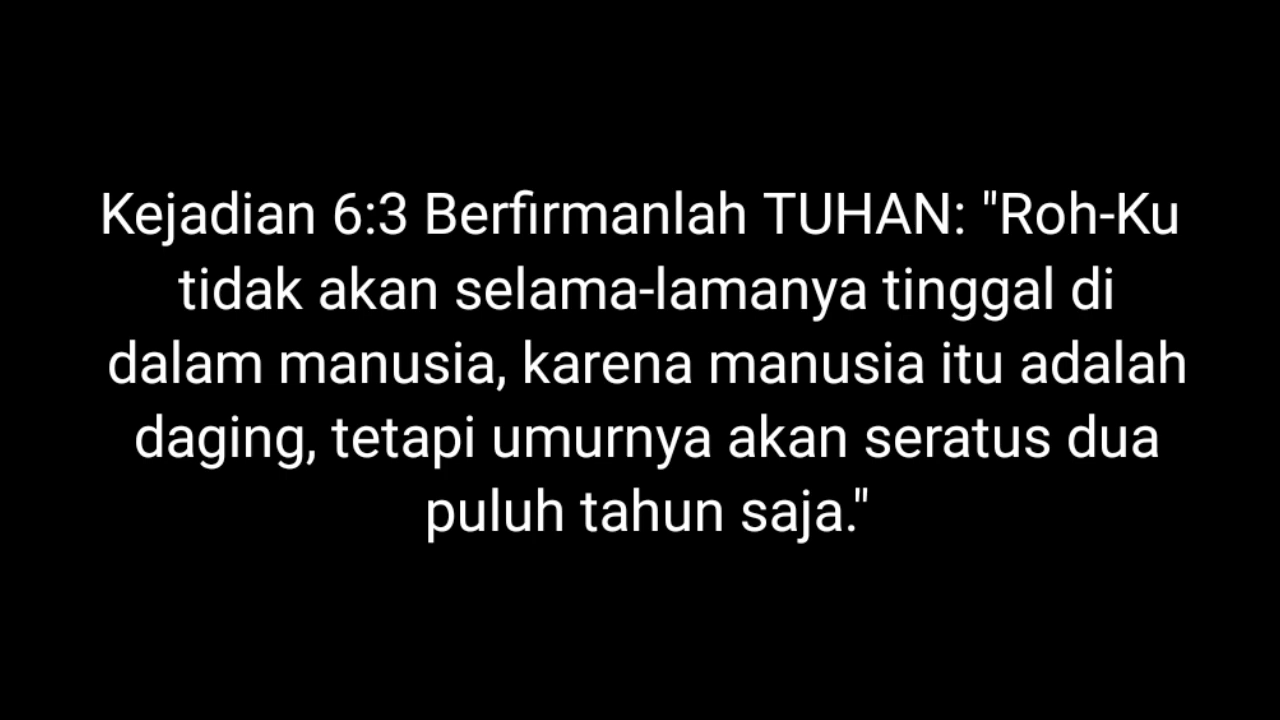 Kejadian 6:3 Berfirmanlah TUHAN: "Roh-Ku
tidak akan selama-lamanya tinggal di
dalam manusia, karena manusia itu adalah
daging, tetapi umurnya akan seratus dua
puluh tahun saja."